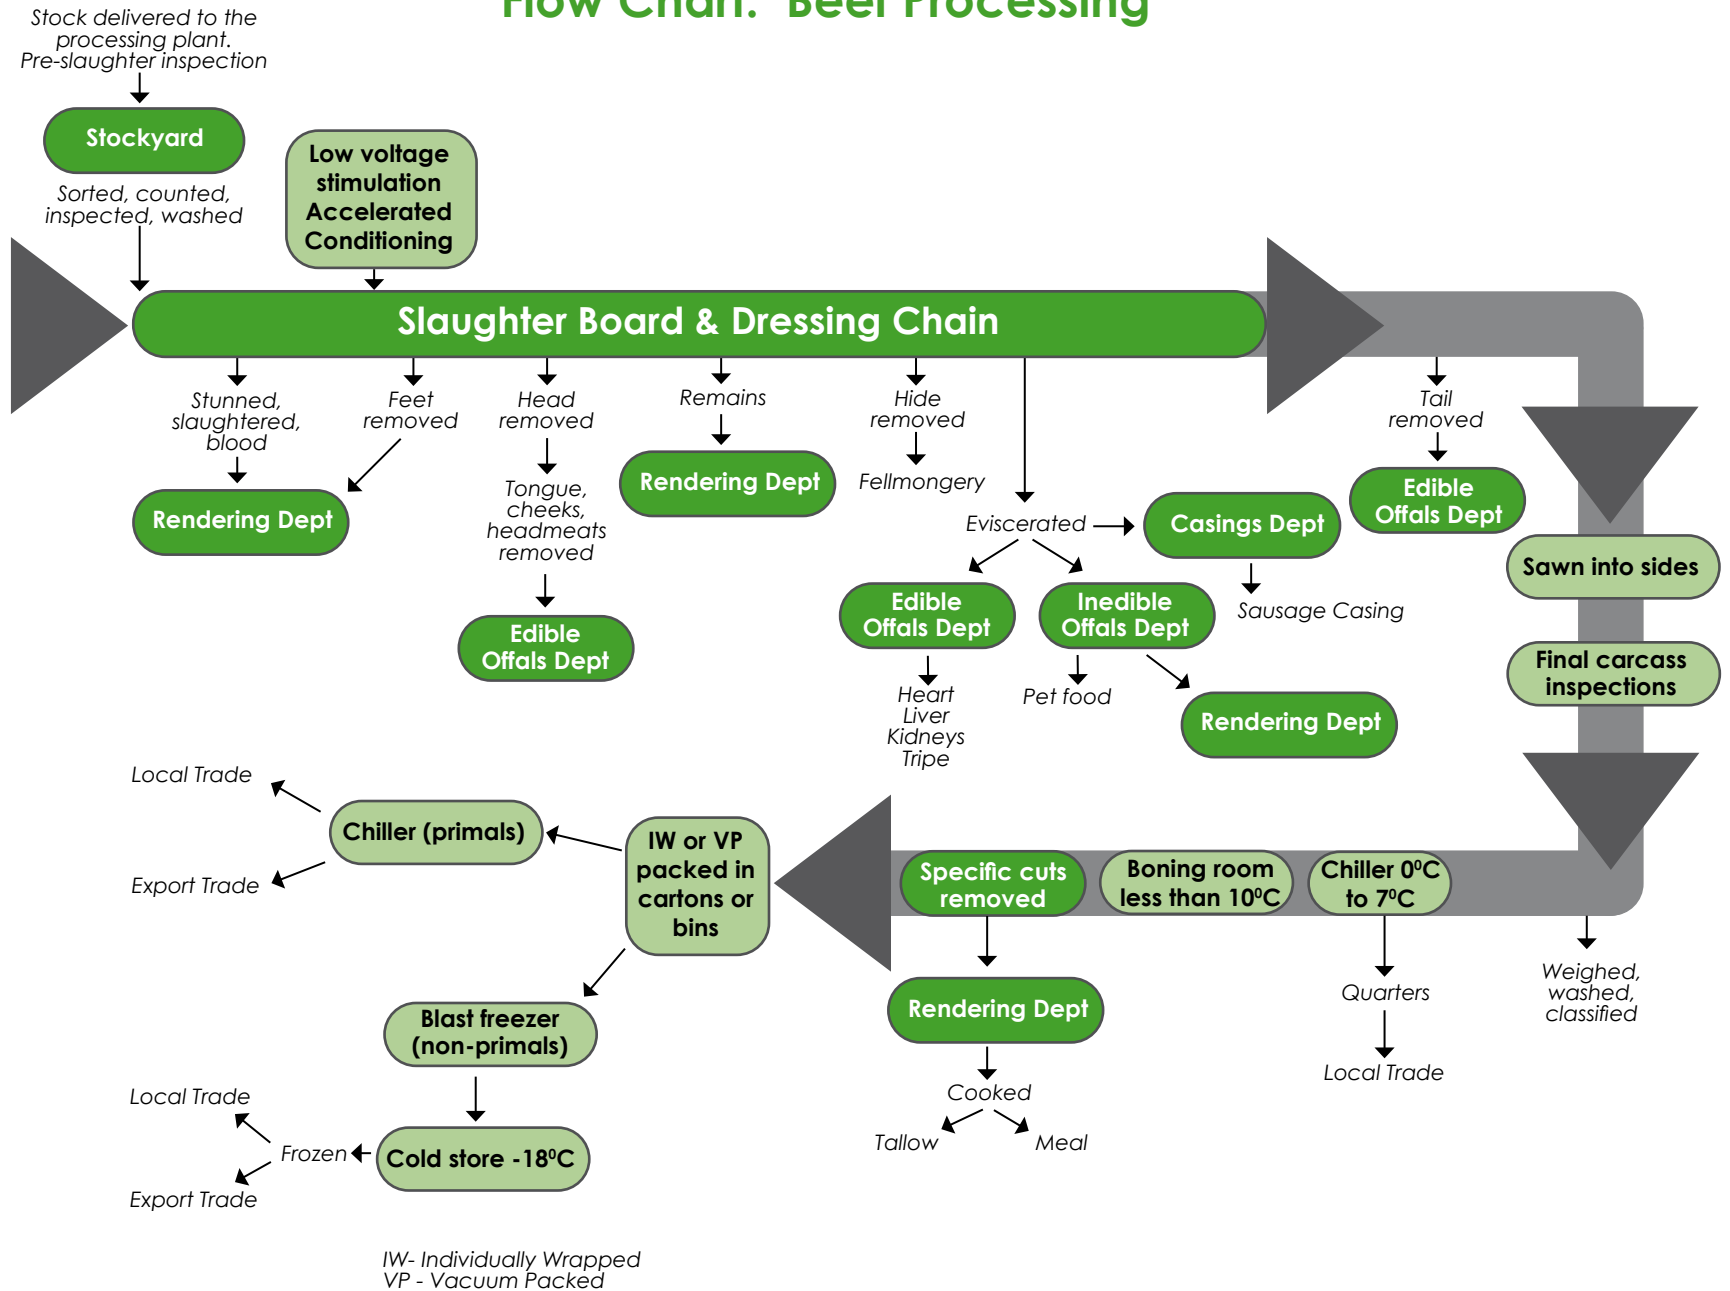 Flow Chart: Beef Processing
Stock delivered to the
processing plant.
Pre-slaughter inspection
Stockyard
Sorted, counted,
inspected, washed
Low voltage
stimulation
Accelerated
Conditioning
Slaughter Board & Dressing Chain
Stunned,
slaughtered,
blood
Rendering Dept
Feet
removed
Head
removed
Tongue,
cheeks,
headmeats
removed
Edible
Offals Dept
Remains
Rendering Dept
Hide
removed
Fellmongery
Eviscerated
Casings Dept
Sausage Casing
Edible
Offals Dept
Heart
Liver
Kidneys
Tripe
Inedible
Offals Dept
Pet food
Rendering Dept
Tail
removed
Edible
Offals Dept
Sawn into sides
Final carcass
inspections
Weighed,
washed,
classified
Chiller 0⁰C
to 7⁰C
Quarters
Local Trade
Boning room
less than 10⁰C
Specific cuts
removed
Rendering Dept
Cooked
Tallow
Meal
IW or VP
packed in
cartons or
bins
Chiller (primals)
Local Trade
Export Trade
Blast freezer
(non-primals)
Cold store -18⁰C
Frozen
Local Trade
Export Trade
IW- Individually Wrapped
VP - Vacuum Packed